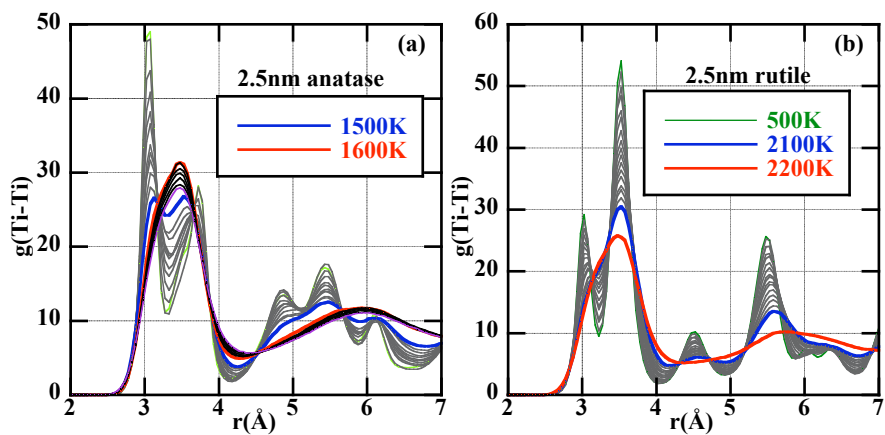 (a)
2.5nm anatase
1500K
1600K
g(Ti-Ti)
50
40
30
20
10
0
2 3 4 5 6 7
r(Å)
(b)
2.5nm rutile
500K
2100K
2200K
g(Ti-Ti)
60
50
40
30
20
10
0
2 3 4 5 6 7
r(Å)